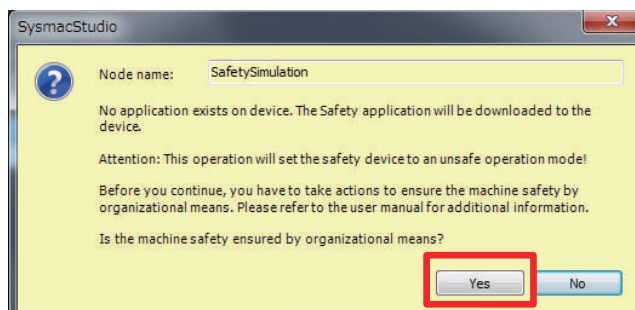 SysmacStudio
Node name: SafetySimulation
No application exists on device. The Safety application will be downloaded to the
device.
Attention: This operation will set the safety device to an unsafe operation mode!
Before you continue, you have to take actions to ensure the machine safety by
organizational means. Please refer to the user manual for additional information.
Is the machine safety ensured by organizational means?
Yes No